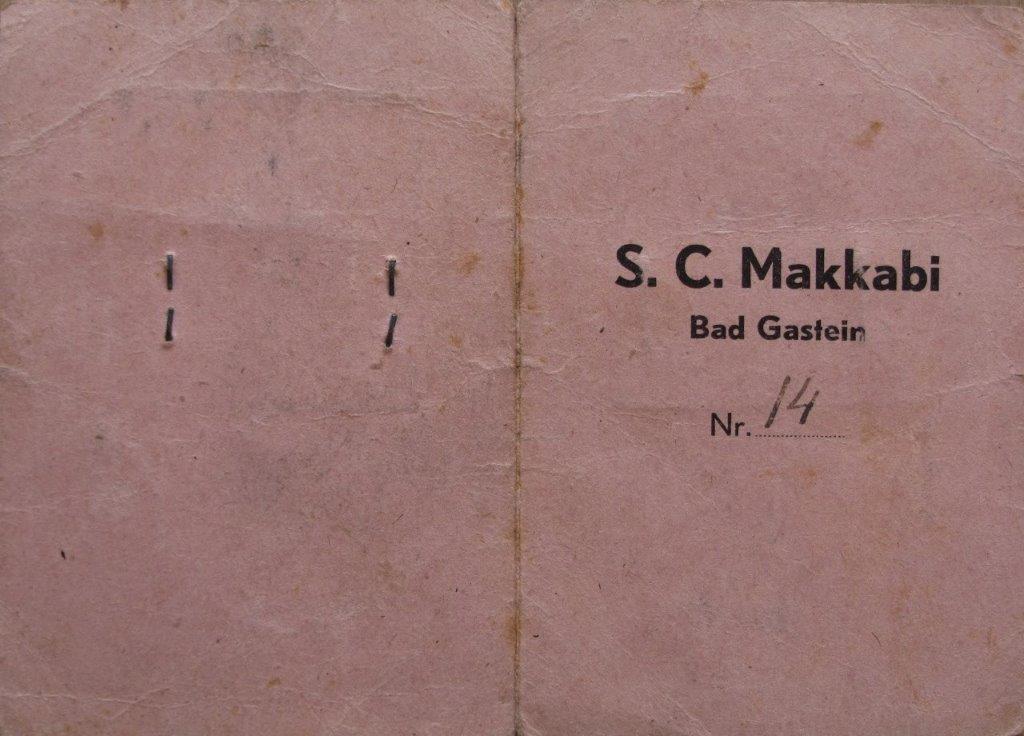 S. C. Makkabi
Bad Gastein
Nr. 14